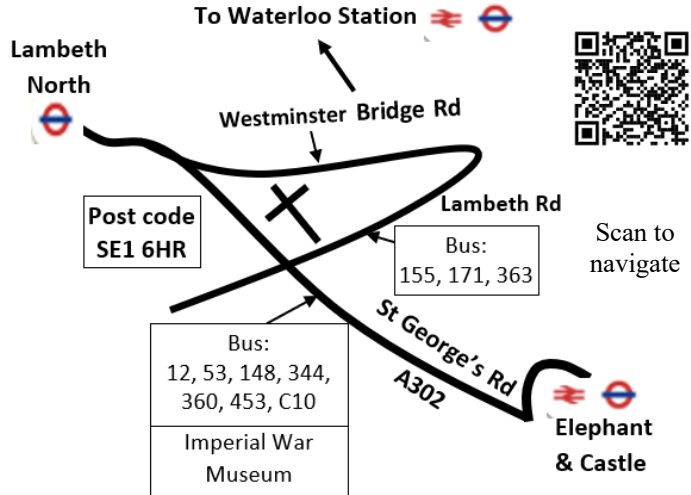 To Waterloo Station
Lambeth
North
Westminster Bridge Rd
Post code
SE1 6HR
Lambeth Rd
Scan to
navigate
Bus:
155, 171, 363
St George's Rd
A302
Bus:
12, 53, 148, 344,
360, 453, C10
Imperial War
Museum
Elephant
& Castle